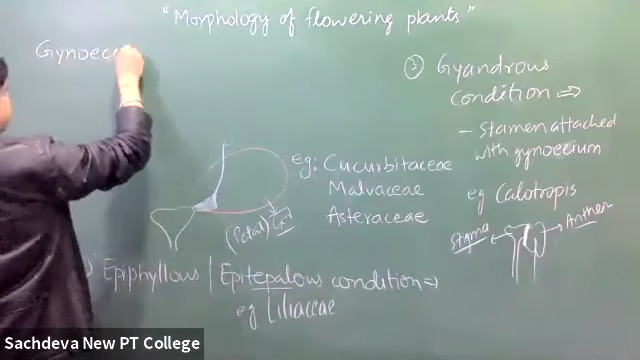 "Morphology of flowering plants"
Gynoec
③ Gyandrous
condition ⇒
- Stamen attached
with gynoecium
eg Calotropis
Stigma
Anther
eg: Cucurbitaceae
Malvaceae
Asteraceae
(Petal)
Epiphyllous | Epitepalous condition ⇒
eg Liliaceae
Sachdeva New PT College